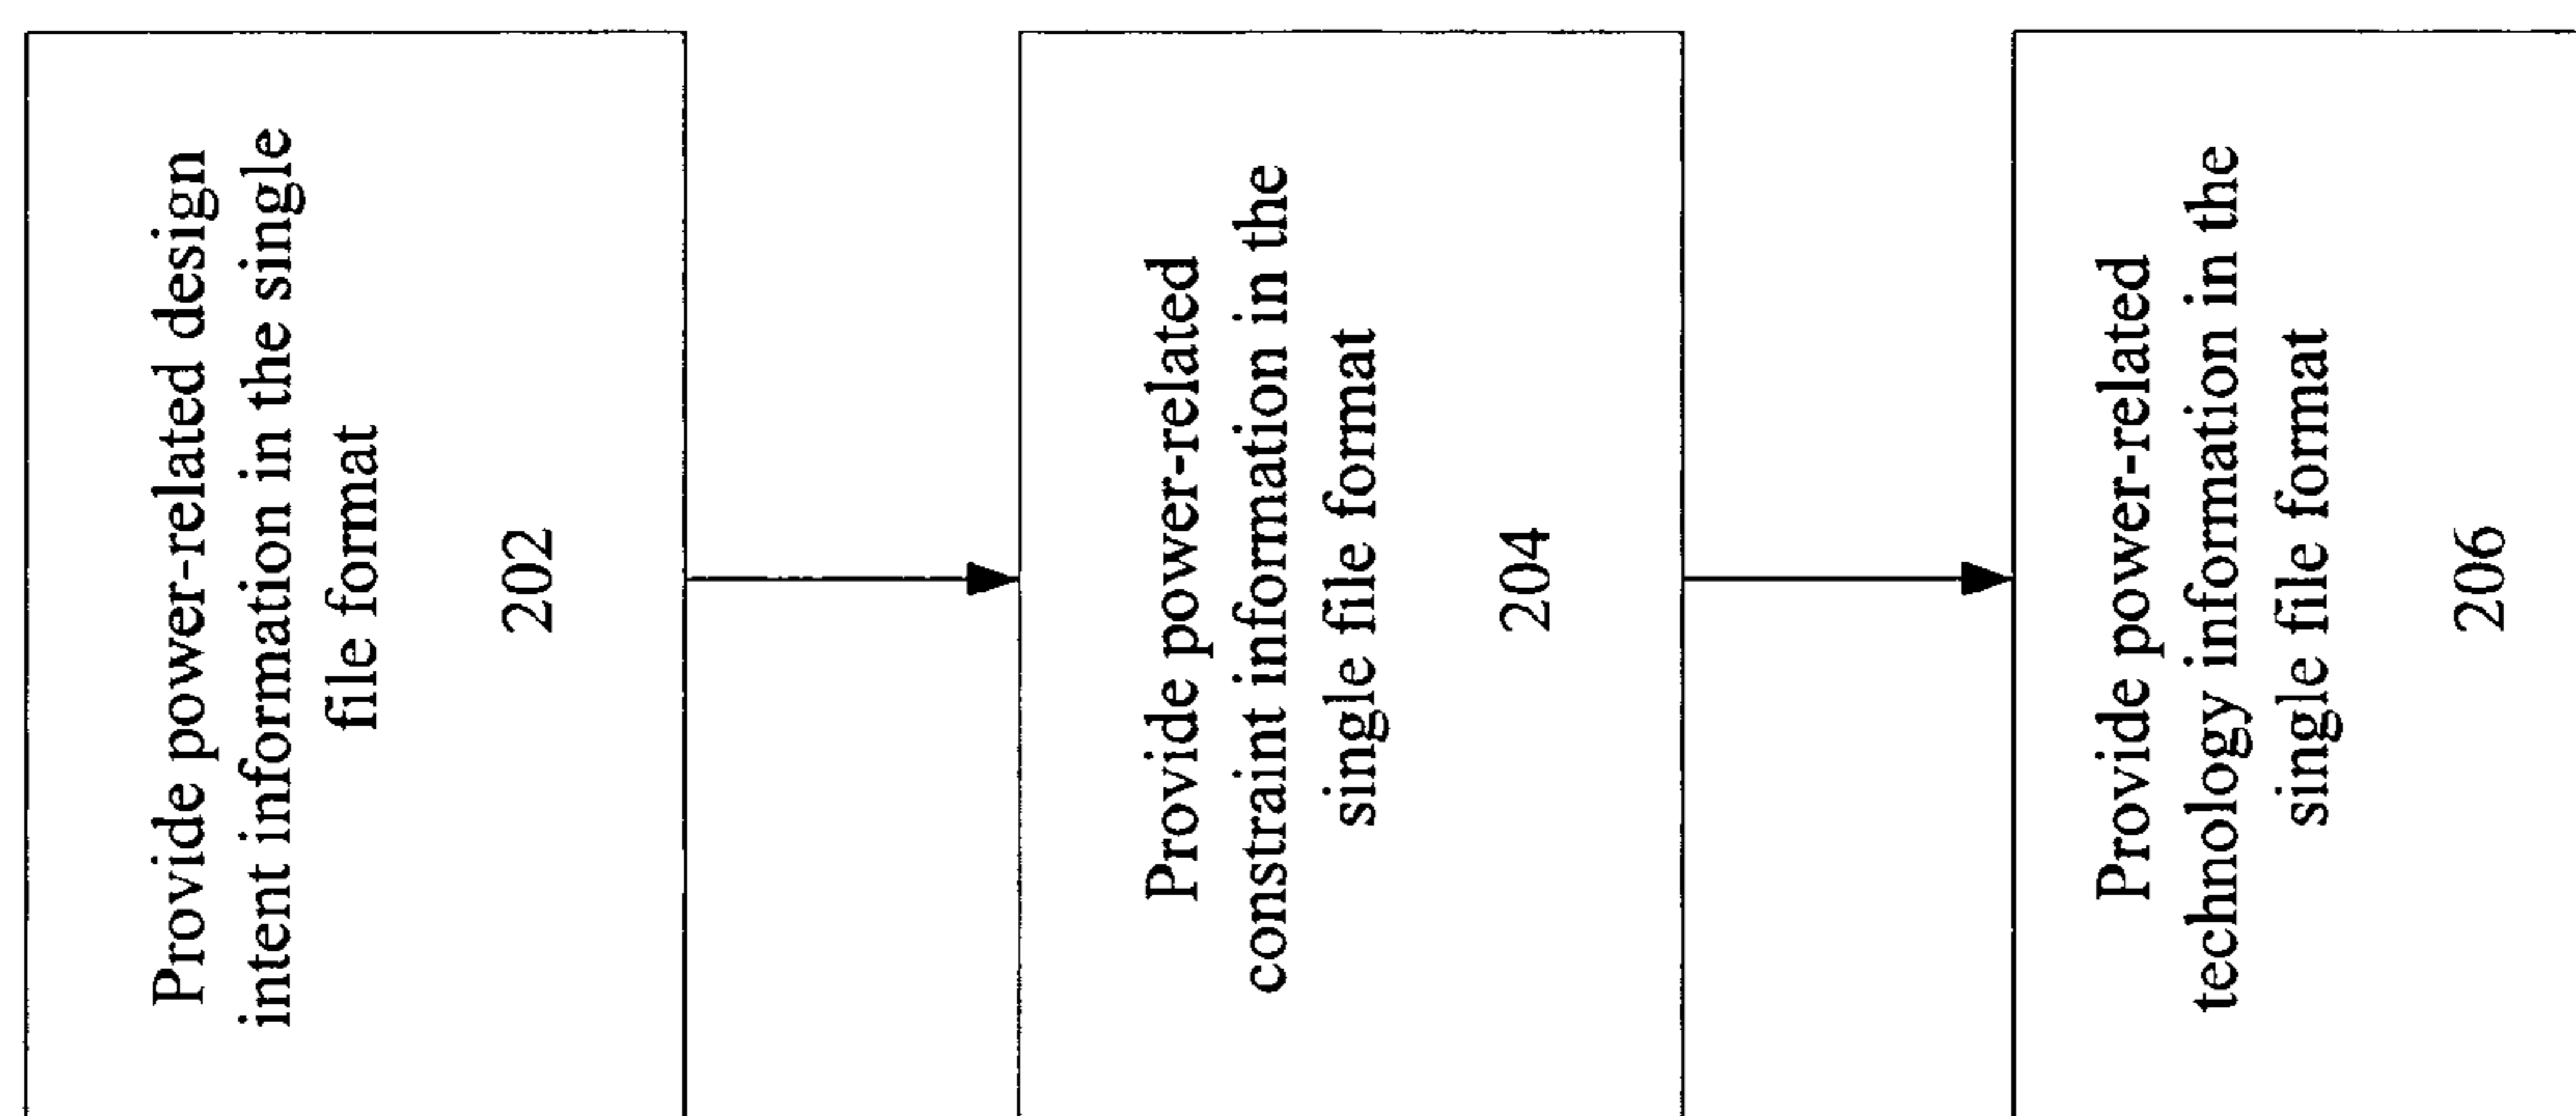 Provide power-related design
intent information in the single
file format
202
Provide power-related
constraint information in the
single file format
204
Provide power-related
technology information in the
single file format
206